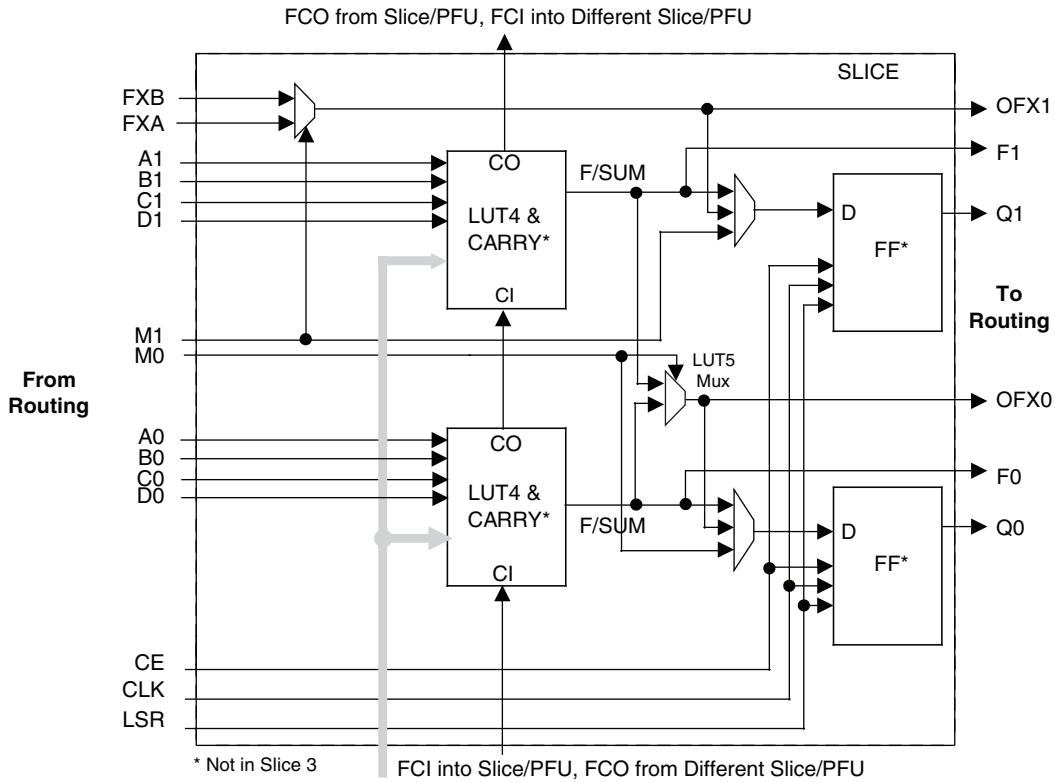 FCO from Slice/PFU, FCI into Different Slice/PFU
SLICE
FXB
FXA
OFX1
A1
B1
C1
D1
CO
LUT4 &
CARRY*
CI
F/SUM
F1
D
FF*
Q1
To
Routing
M1
M0
From
Routing
LUT5
Mux
OFX0
A0
B0
C0
D0
CO
LUT4 &
CARRY*
CI
F/SUM
F0
D
FF*
Q0
CE
CLK
LSR
* Not in Slice 3
FCI into Slice/PFU, FCO from Different Slice/PFU